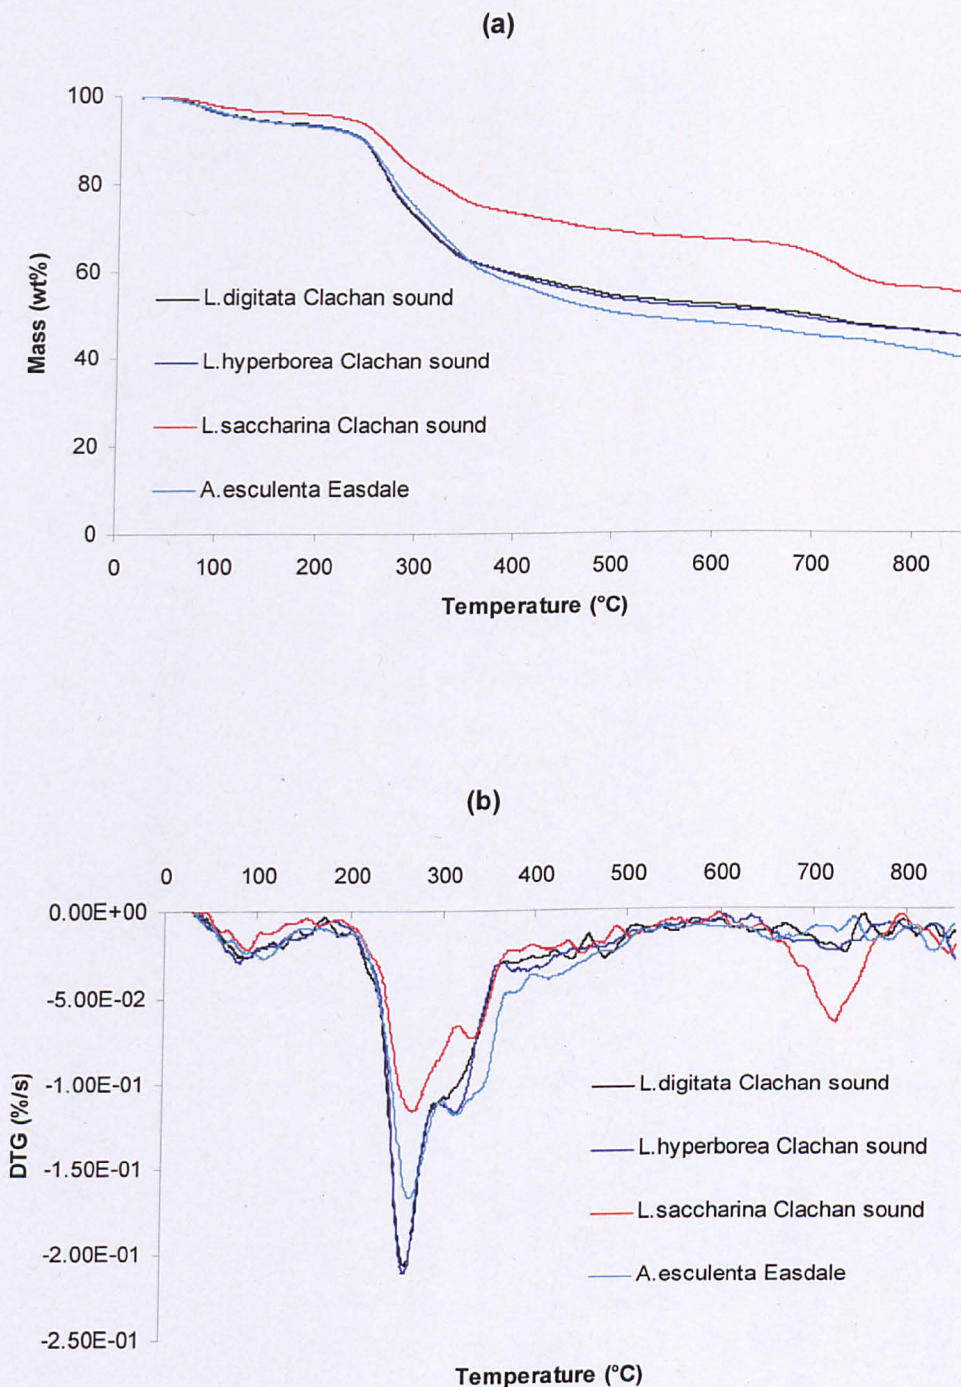 (a)
100
80
60
40
20
0
Mass (wt%)
L.digitata Clachan sound
L.hyperborea Clachan sound
L.saccharina Clachan sound
A.esculenta Easdale
0 100 200 300 400 500 600 700 800
Temperature (°C)
(b)
0 100 200 300 400 500 600 700 800
0.00E+00
-5.00E-02
-1.00E-01
-1.50E-01
-2.00E-01
-2.50E-01
DTG (%/s)
L.digitata Clachan sound
L.hyperborea Clachan sound
L.saccharina Clachan sound
A.esculenta Easdale
Temperature (°C)